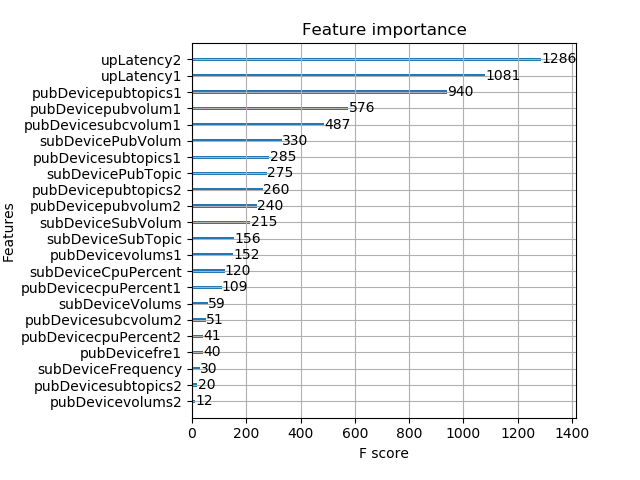 Feature importance
upLatency2 1286
upLatency1 1081
pubDevicepubtopics1 940
pubDevicepubvolum1 576
pubDevicesubcvolum1 487
subDevicePubVolum 330
pubDevicesubtopics1 285
subDevicePubTopic 275
pubDevicepubtopics2 260
pubDevicepubvolum2 240
subDeviceSubVolum 215
subDeviceSubTopic 156
pubDevicevolums1 152
subDeviceCpuPercent 120
pubDevicecpuPercent1 109
subDeviceVolums 59
pubDevicesubcvolum2 51
pubDevicecpuPercent2 41
pubDevicefre1 40
subDeviceFrequency 30
pubDevicesubtopics2 20
pubDevicevolums2 12
Features
0 200 400 600 800 1000 1200 1400
F score